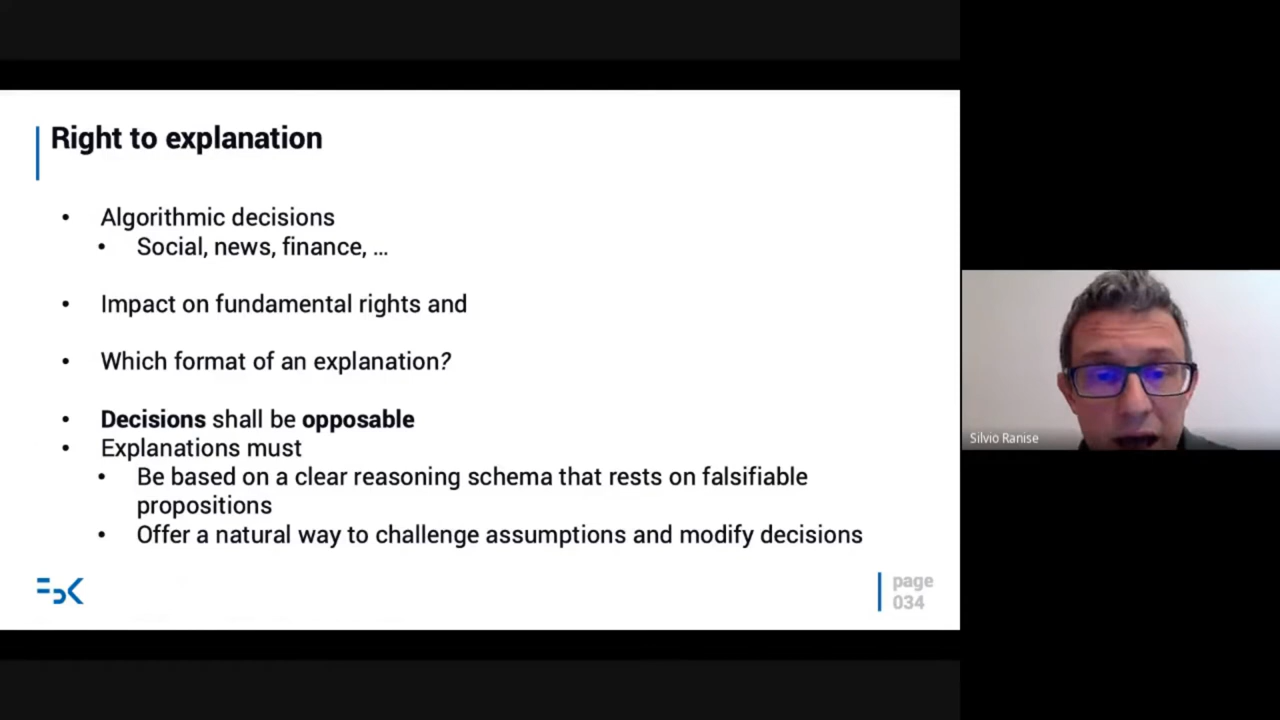 Right to explanation
• Algorithmic decisions
• Social, news, finance, ...
• Impact on fundamental rights and
• Which format of an explanation?
• Decisions shall be opposable
• Explanations must
• Be based on a clear reasoning schema that rests on falsifiable
propositions
• Offer a natural way to challenge assumptions and modify decisions
FBK
page
034
Silvio Ranise